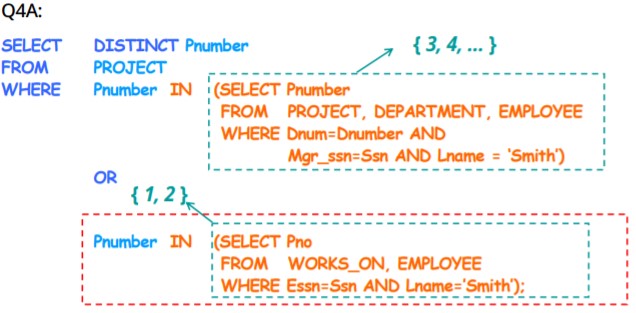 Q4A:
SELECT DISTINCT Pnumber
{ 3, 4, ... }
FROM PROJECT
WHERE Pnumber IN (SELECT Pnumber
FROM PROJECT, DEPARTMENT, EMPLOYEE
WHERE Dnum=Dnumber AND
Mgr_ssn=Ssn AND Lname = 'Smith')
OR
{ 1, 2 }
Pnumber IN (SELECT Pno
FROM WORKS_ON, EMPLOYEE
WHERE Essn=Ssn AND Lname='Smith');